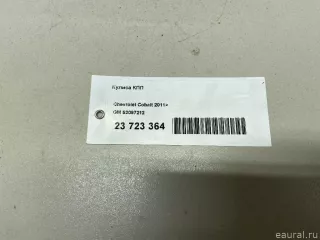 Кулиса КПП
Chevrolet Cobalt 2011>
GM 52097212
23 723 364
eaural.ru©